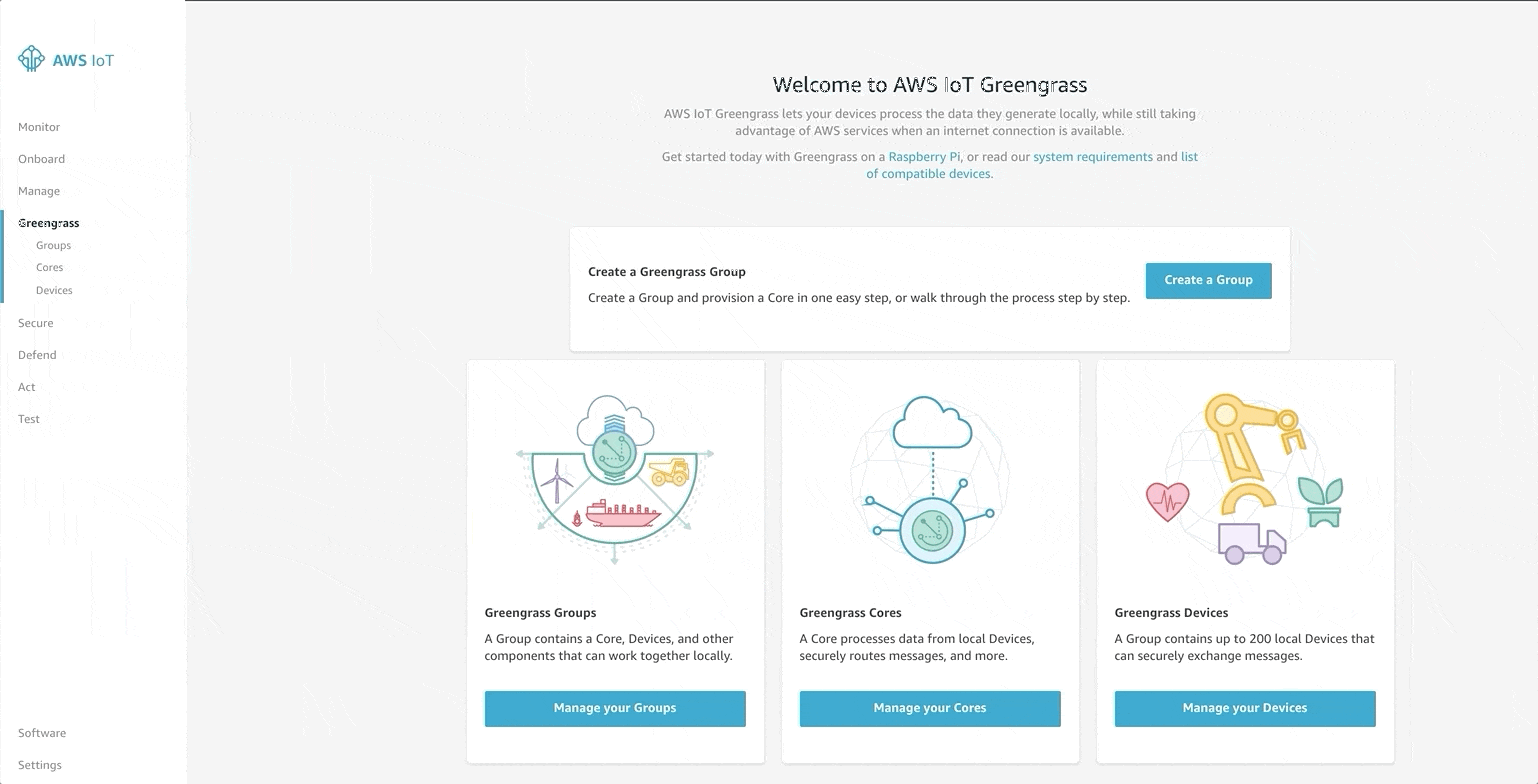 AWS IoT
Monitor
Onboard
Manage
Greengrass
Groups
Cores
Devices
Secure
Defend
Act
Test
Software
Settings
Welcome to AWS IoT Greengrass
AWS IoT Greengrass lets your devices process the data they generate locally, while still taking
advantage of AWS services when an internet connection is available.
Get started today with Greengrass on a Raspberry Pi, or read our system requirements and list
of compatible devices.
Create a Greengrass Group
Create a Group and provision a Core in one easy step, or walk through the process step by step.
Create a Group
Greengrass Groups
A Group contains a Core, Devices, and other
components that can work together locally.
Manage your Groups
Greengrass Cores
A Core processes data from local Devices,
securely routes messages, and more.
Manage your Cores
Greengrass Devices
A Group contains up to 200 local Devices that
can securely exchange messages.
Manage your Devices